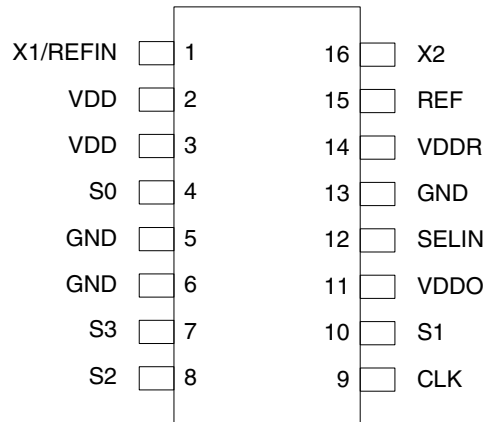 X1/REFIN 1 16 X2
VDD 2 15 REF
VDD 3 14 VDDR
S0 4 13 GND
GND 5 12 SELIN
GND 6 11 VDDO
S3 7 10 S1
S2 8 9 CLK